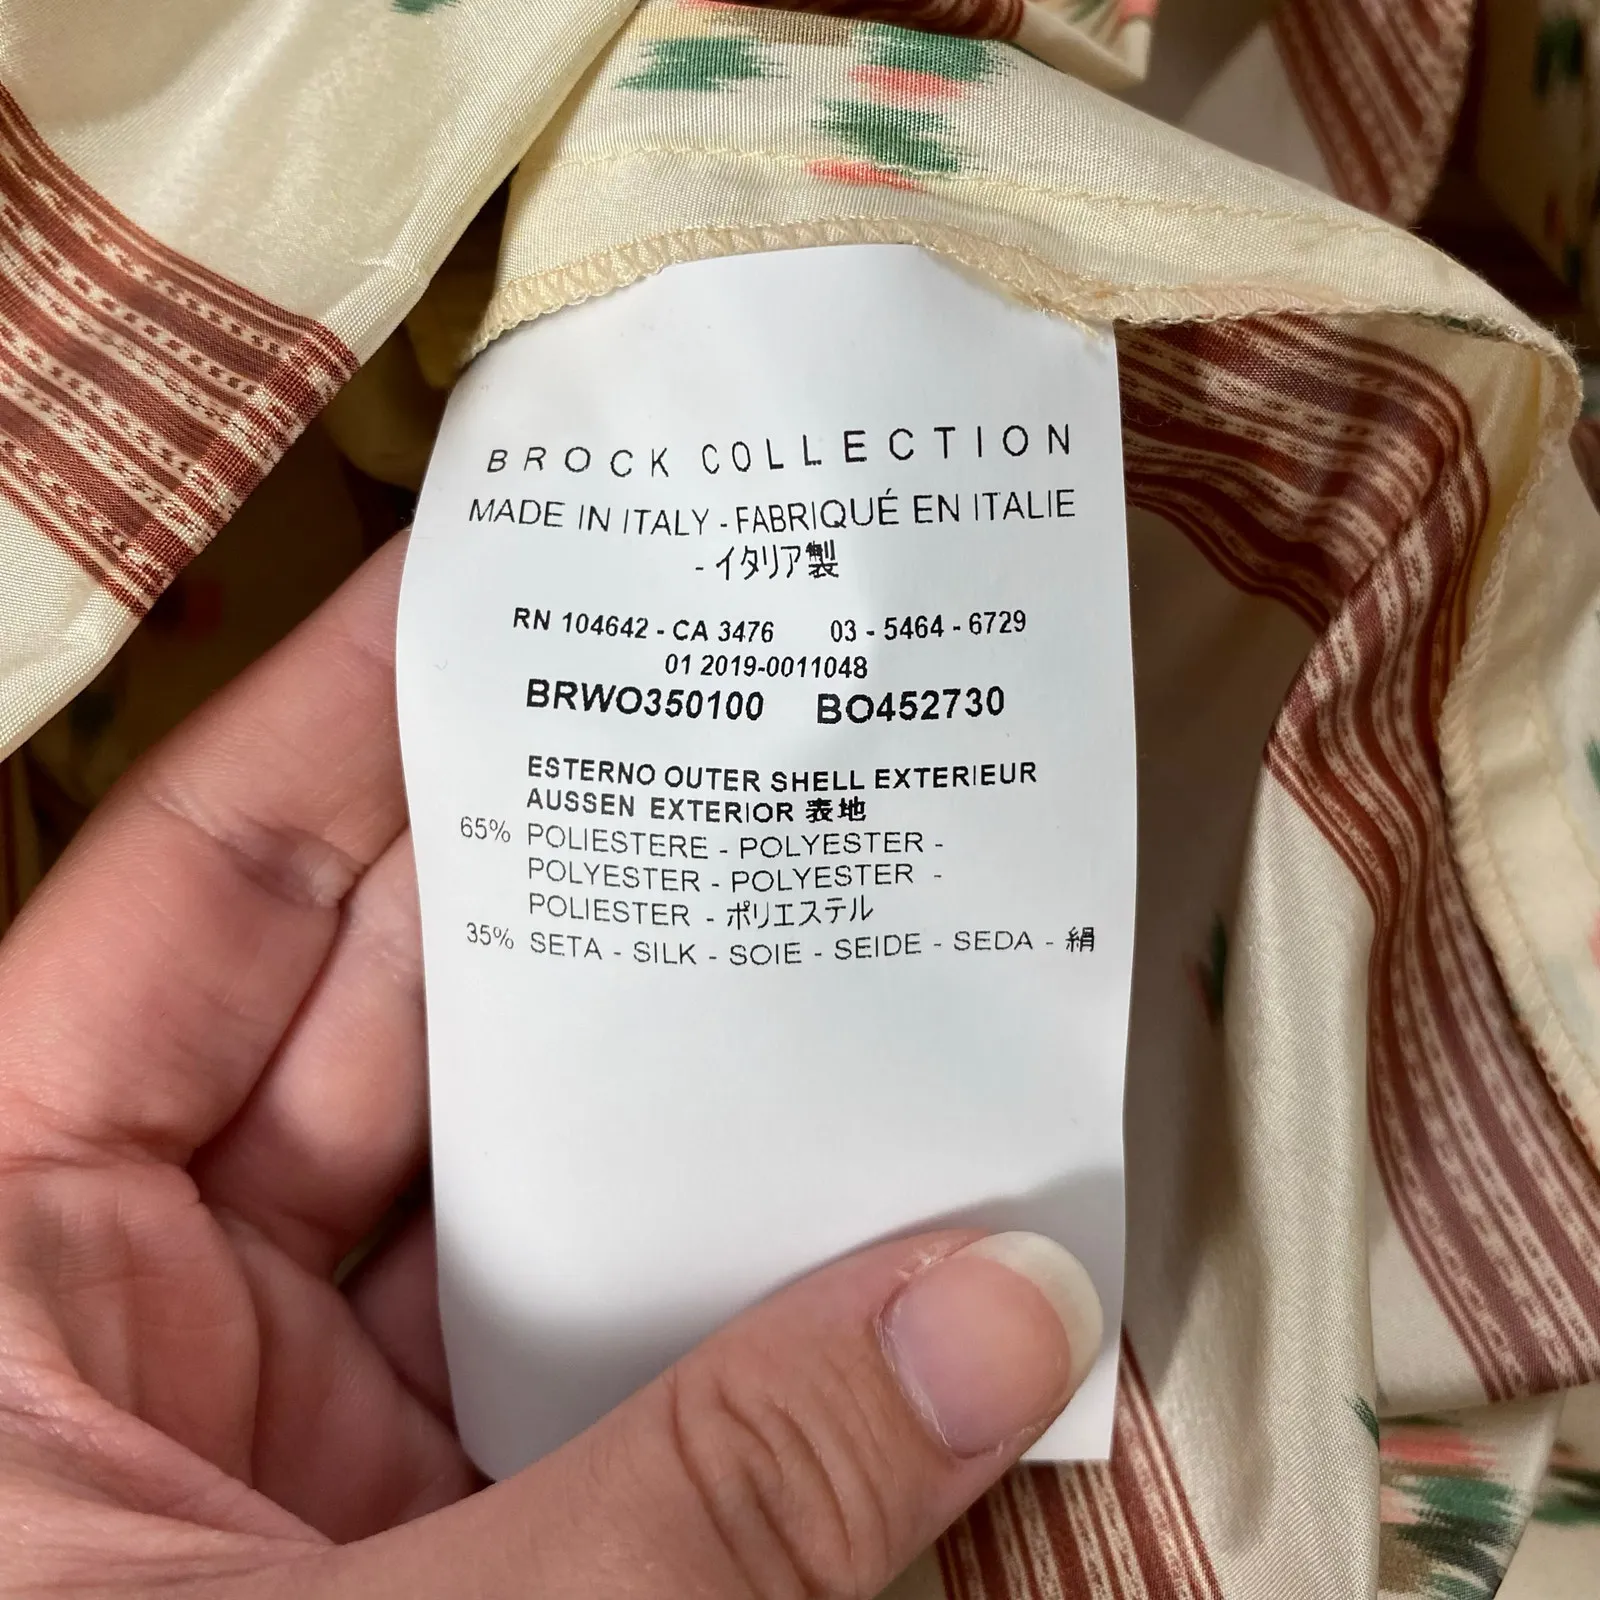 BROCK COLLECTION
MADE IN ITALY - FABRIQUÉ EN ITALIE
- イタリア製
RN 104642 - CA 3476 03 - 5464 - 6729
01 2019-0011048
BRWO350100 BO452730
ESTERNO OUTER SHELL EXTERIEUR
AUSSEN EXTERIOR 表地
65% POLIESTERE - POLYESTER -
POLYESTER - POLYESTER -
POLIESTER - ポリエステル
35% SETA - SILK - SOIE - SEIDE - SEDA - 絹